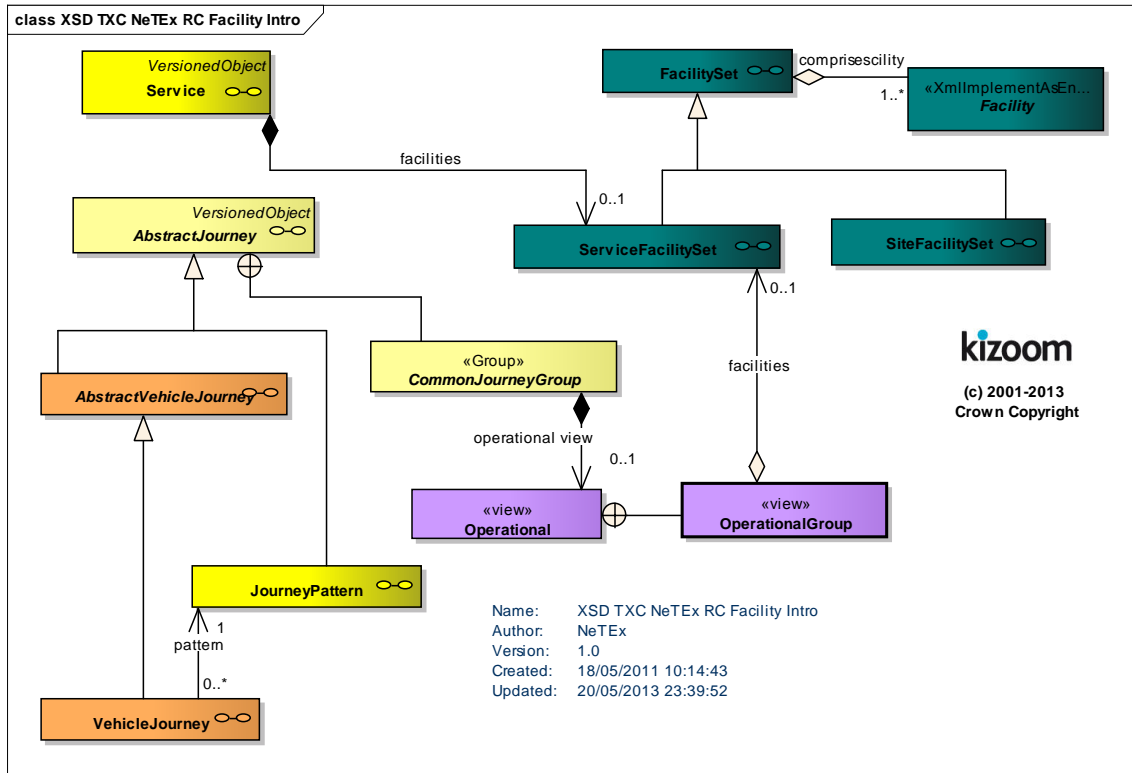 class XSD TXC NeTEx RC Facility Intro
VersionedObject
Service
FacilitySet
comprisescility
1..*
«XmlImplementAsEn...
Facility
facilities
0..1
VersionedObject
AbstractJourney
ServiceFacilitySet
SiteFacilitySet
0..1
«Group»
CommonJourneyGroup
facilities
kizoom
(c) 2001-2013
Crown Copyright
AbstractVehicleJourney
operational view
0..1
«view»
Operational
«view»
OperationalGroup
JourneyPattern
1
pattern
0..*
VehicleJourney
Name: XSD TXC NeTEx RC Facility Intro
Author: NeTEx
Version: 1.0
Created: 18/05/2011 10:14:43
Updated: 20/05/2013 23:39:52